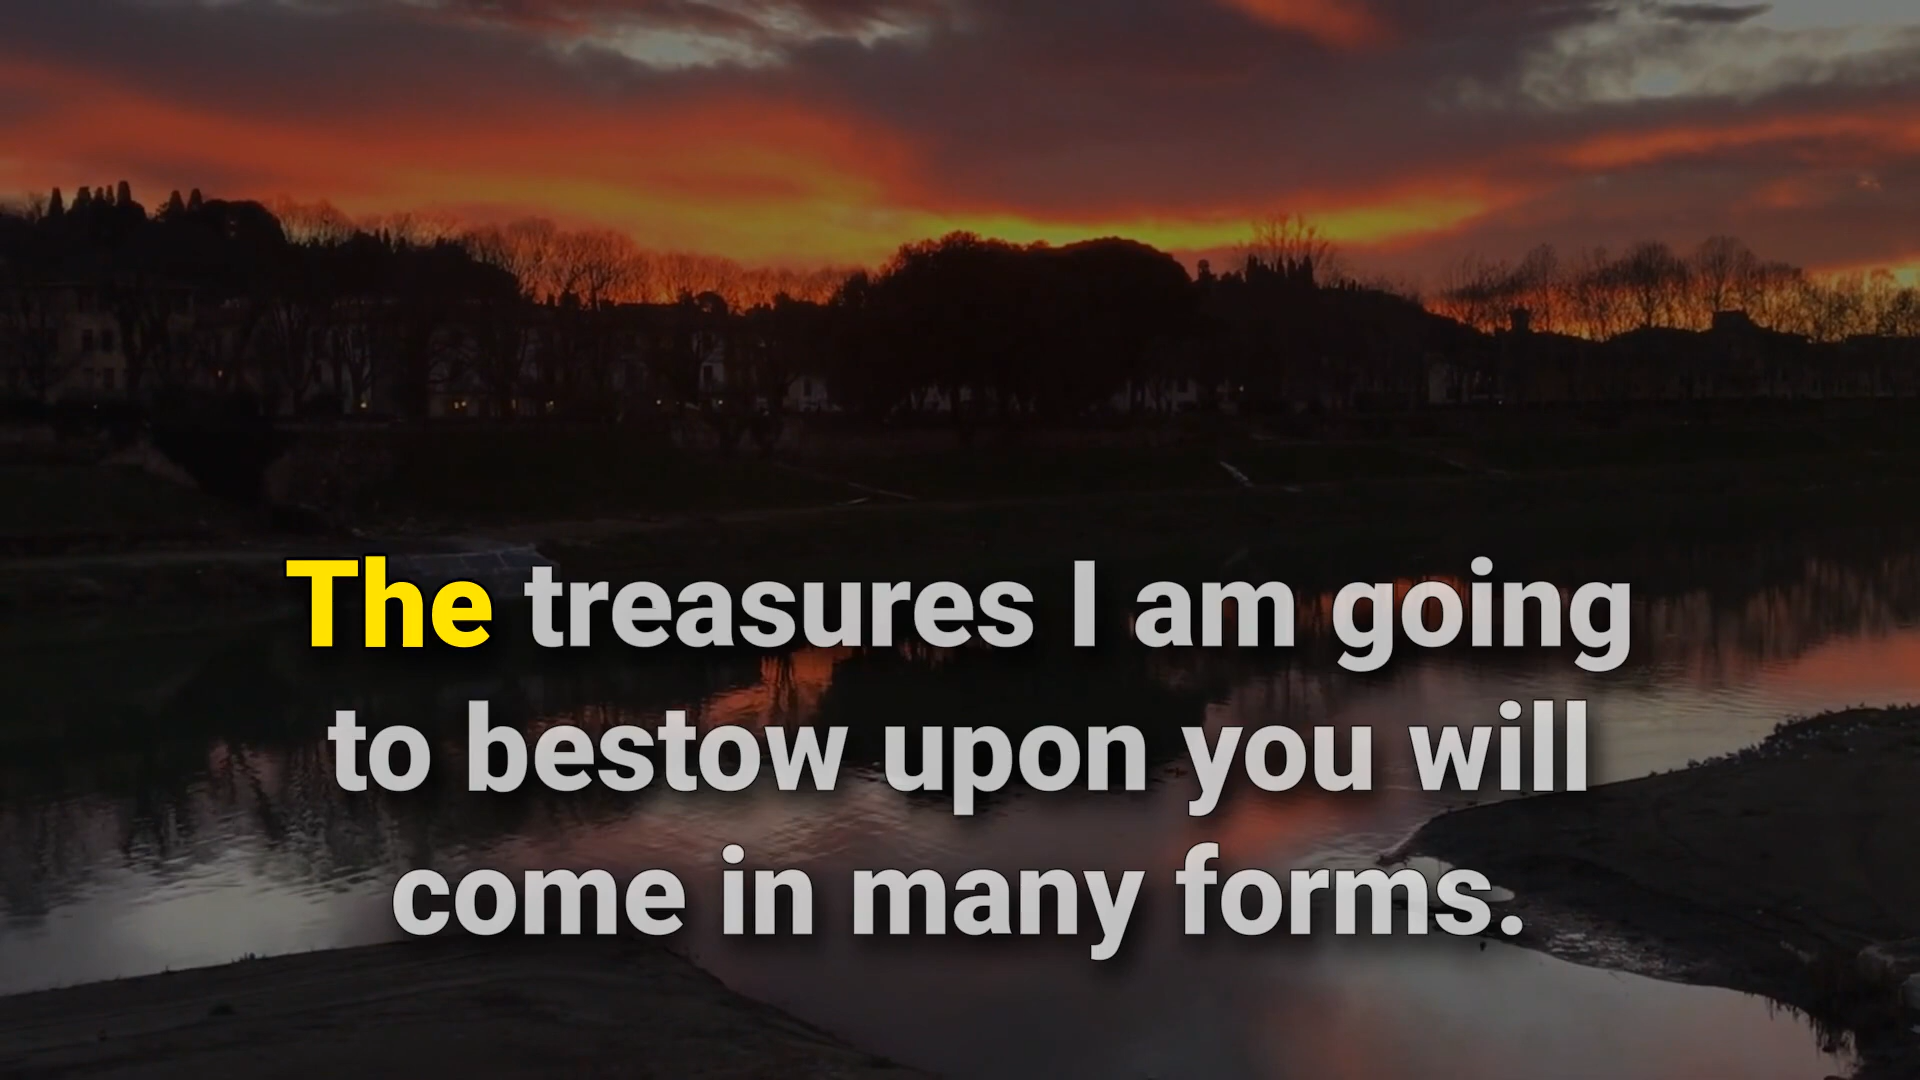 The treasures I am going
to bestow upon you will
come in many forms.